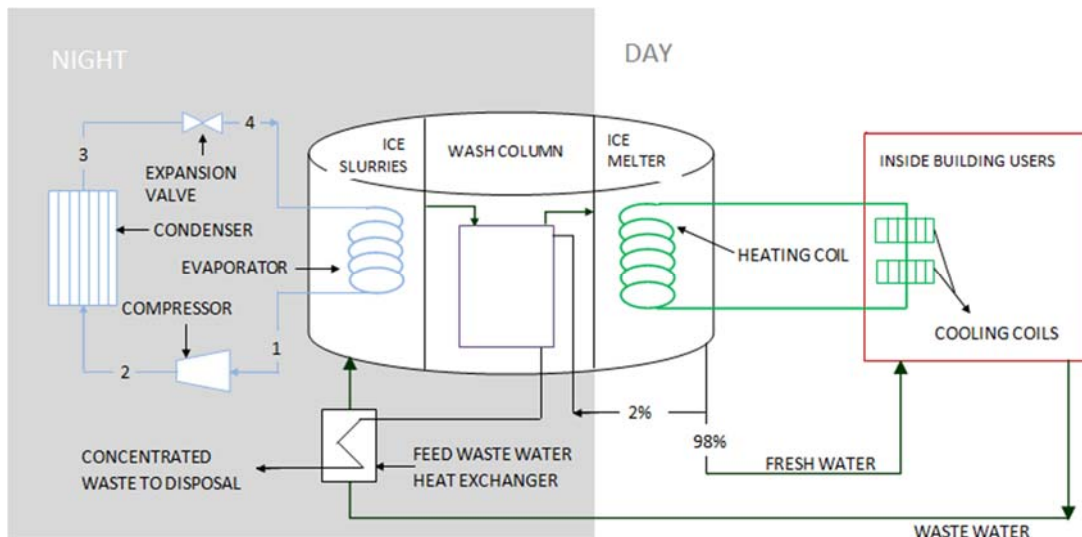 NIGHT
DAY
3
4
EXPANSION
VALVE
CONDENSER
EVAPORATOR
COMPRESSOR
2
1
ICE
SLURRIES
WASH COLUMN
ICE
MELTER
HEATING COIL
INSIDE BUILDING USERS
COOLING COILS
2%
98%
FRESH WATER
CONCENTRATED
WASTE TO DISPOSAL
FEED WASTE WATER
HEAT EXCHANGER
WASTE WATER